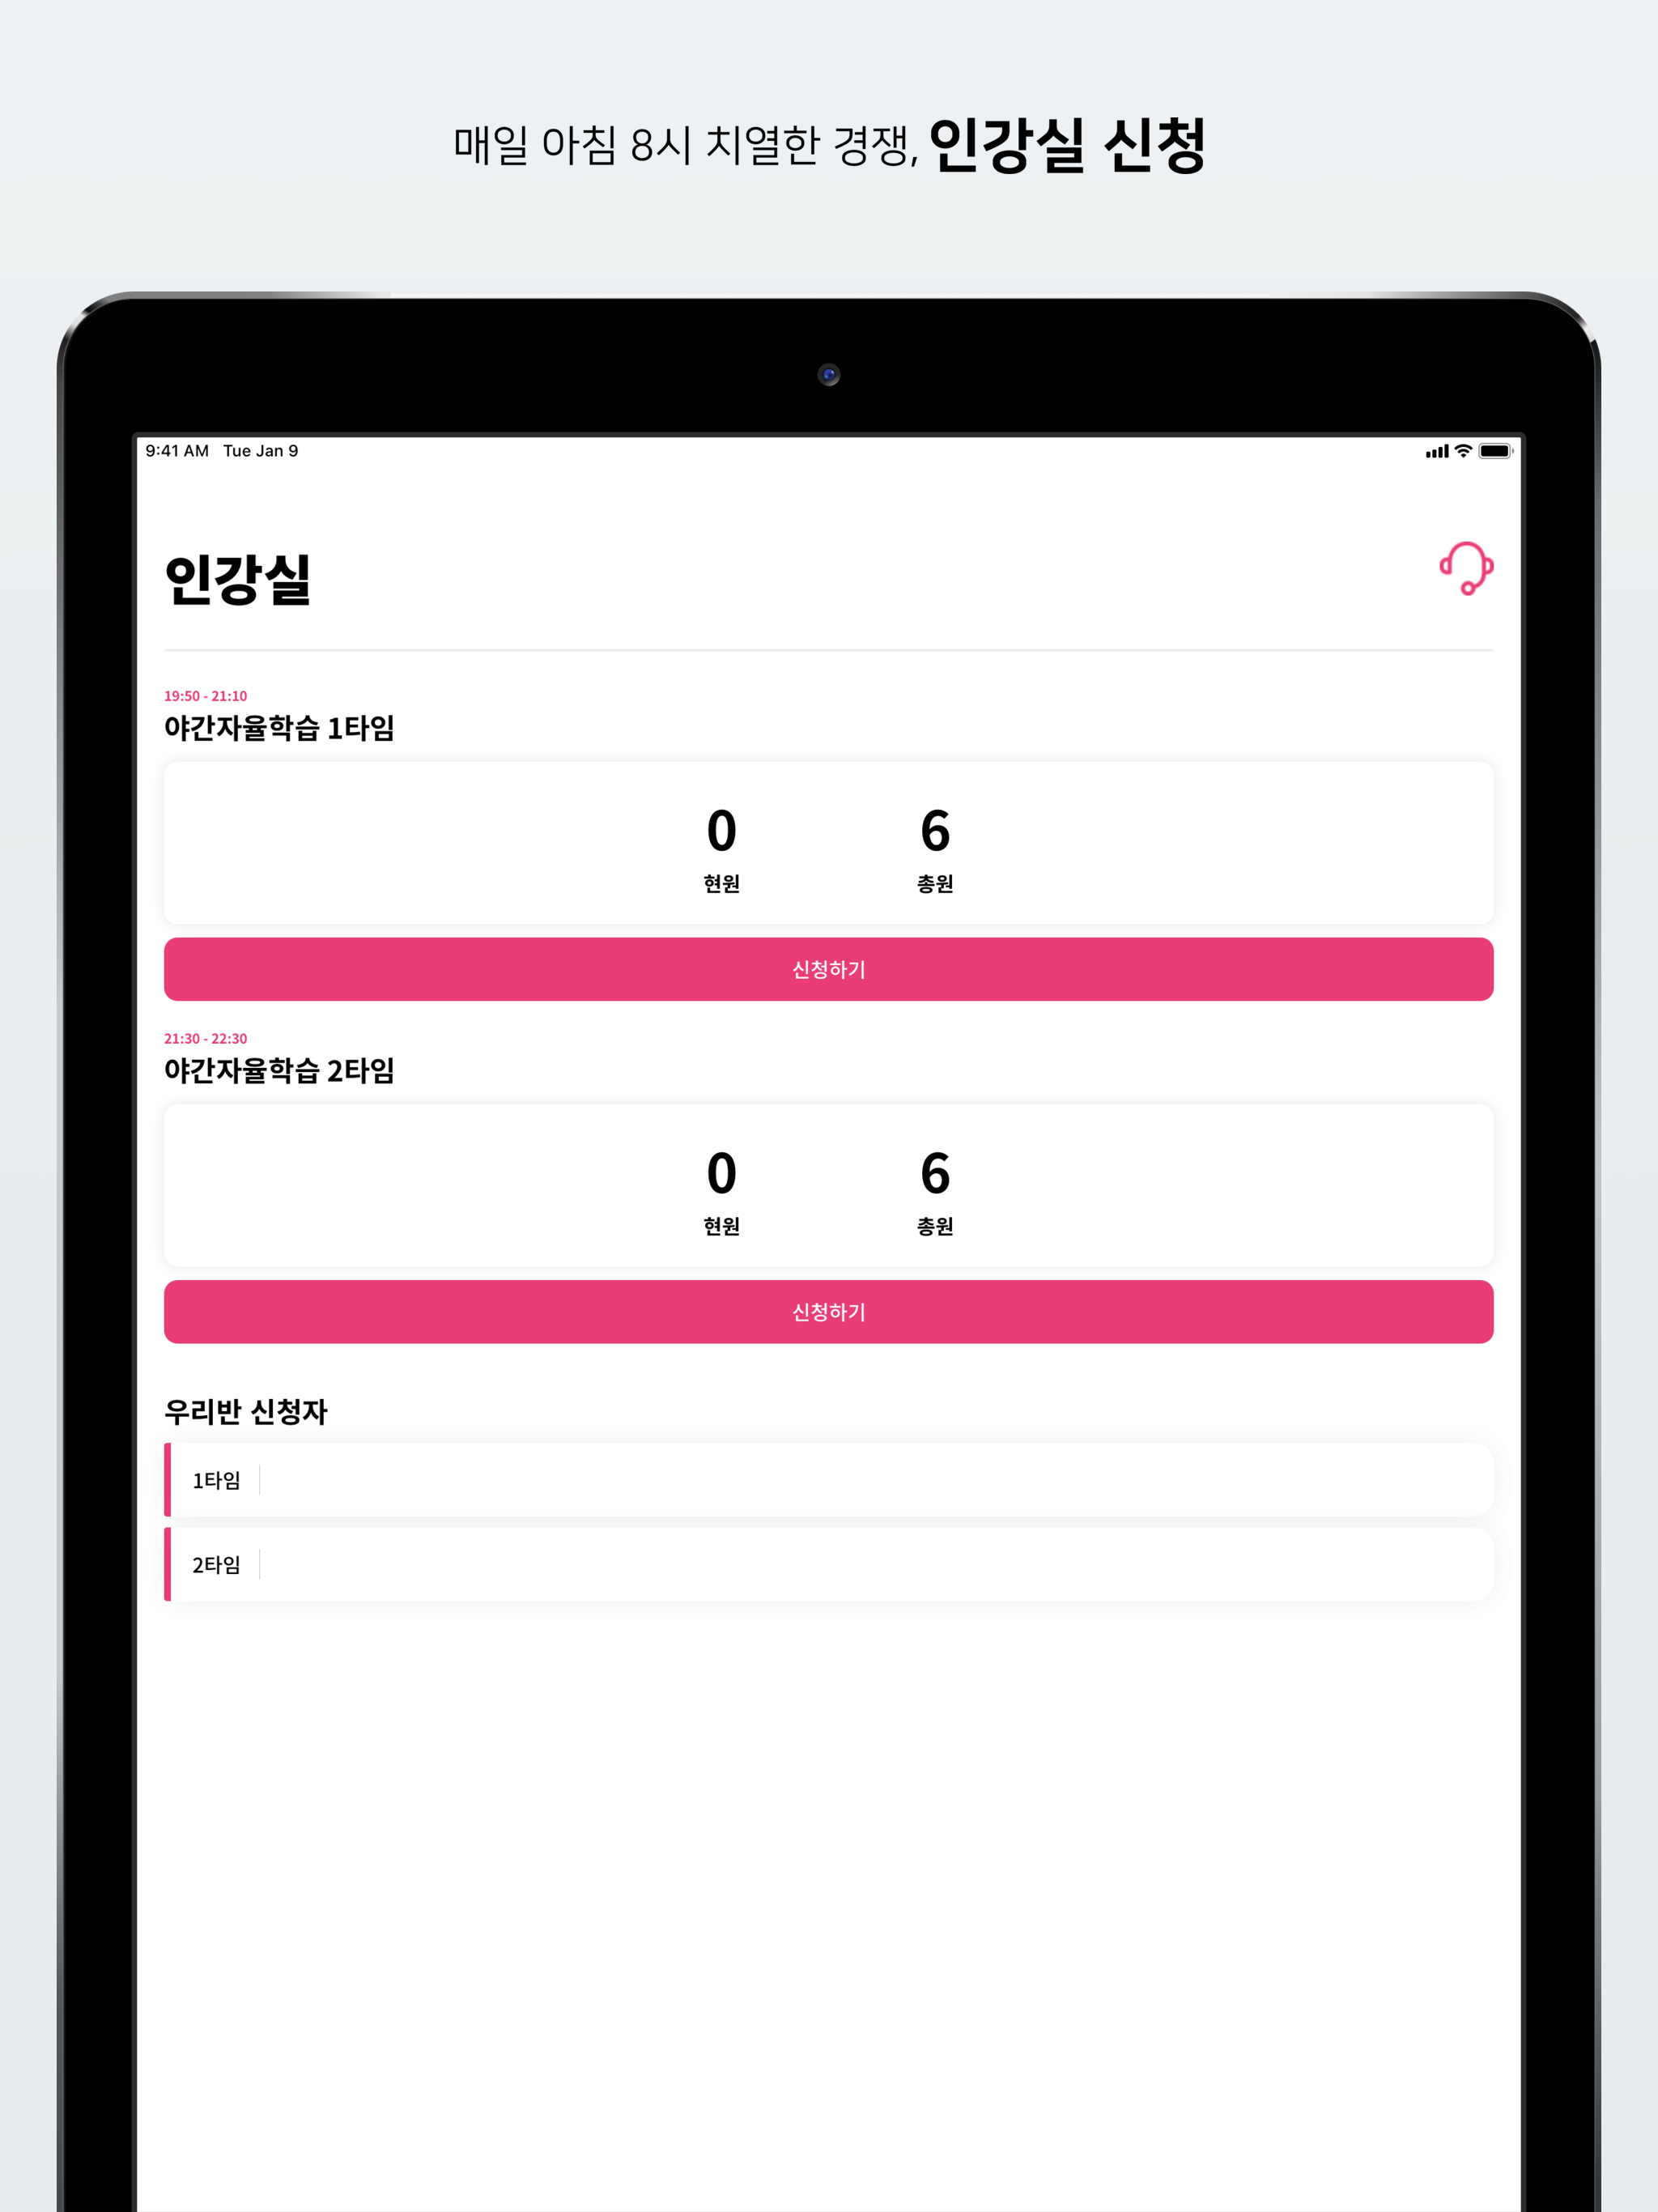 매일 아침 8시 치열한 경쟁, 인강실 신청
9:41 AM Tue Jan 9
인강실
19:50 - 21:10
야간자율학습 1타임
0 6
현원 총원
신청하기
21:30 - 22:30
야간자율학습 2타임
0 6
현원 총원
신청하기
우리반 신청자
1타임
2타임